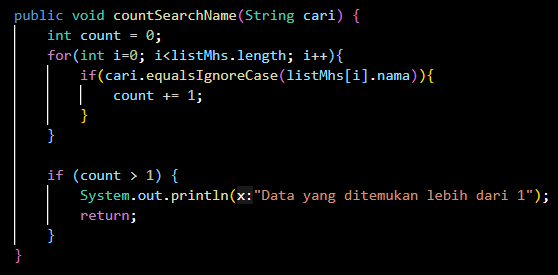 public void countSearchName(String cari) {
    int count = 0;
    for(int i=0; i<listMhs.length; i++){
        if(cari.equalsIgnoreCase(listMhs[i].nama)){
            count += 1;
        }
    }

    if (count > 1) {
        System.out.println(x:"Data yang ditemukan lebih dari 1");
        return;
    }
}